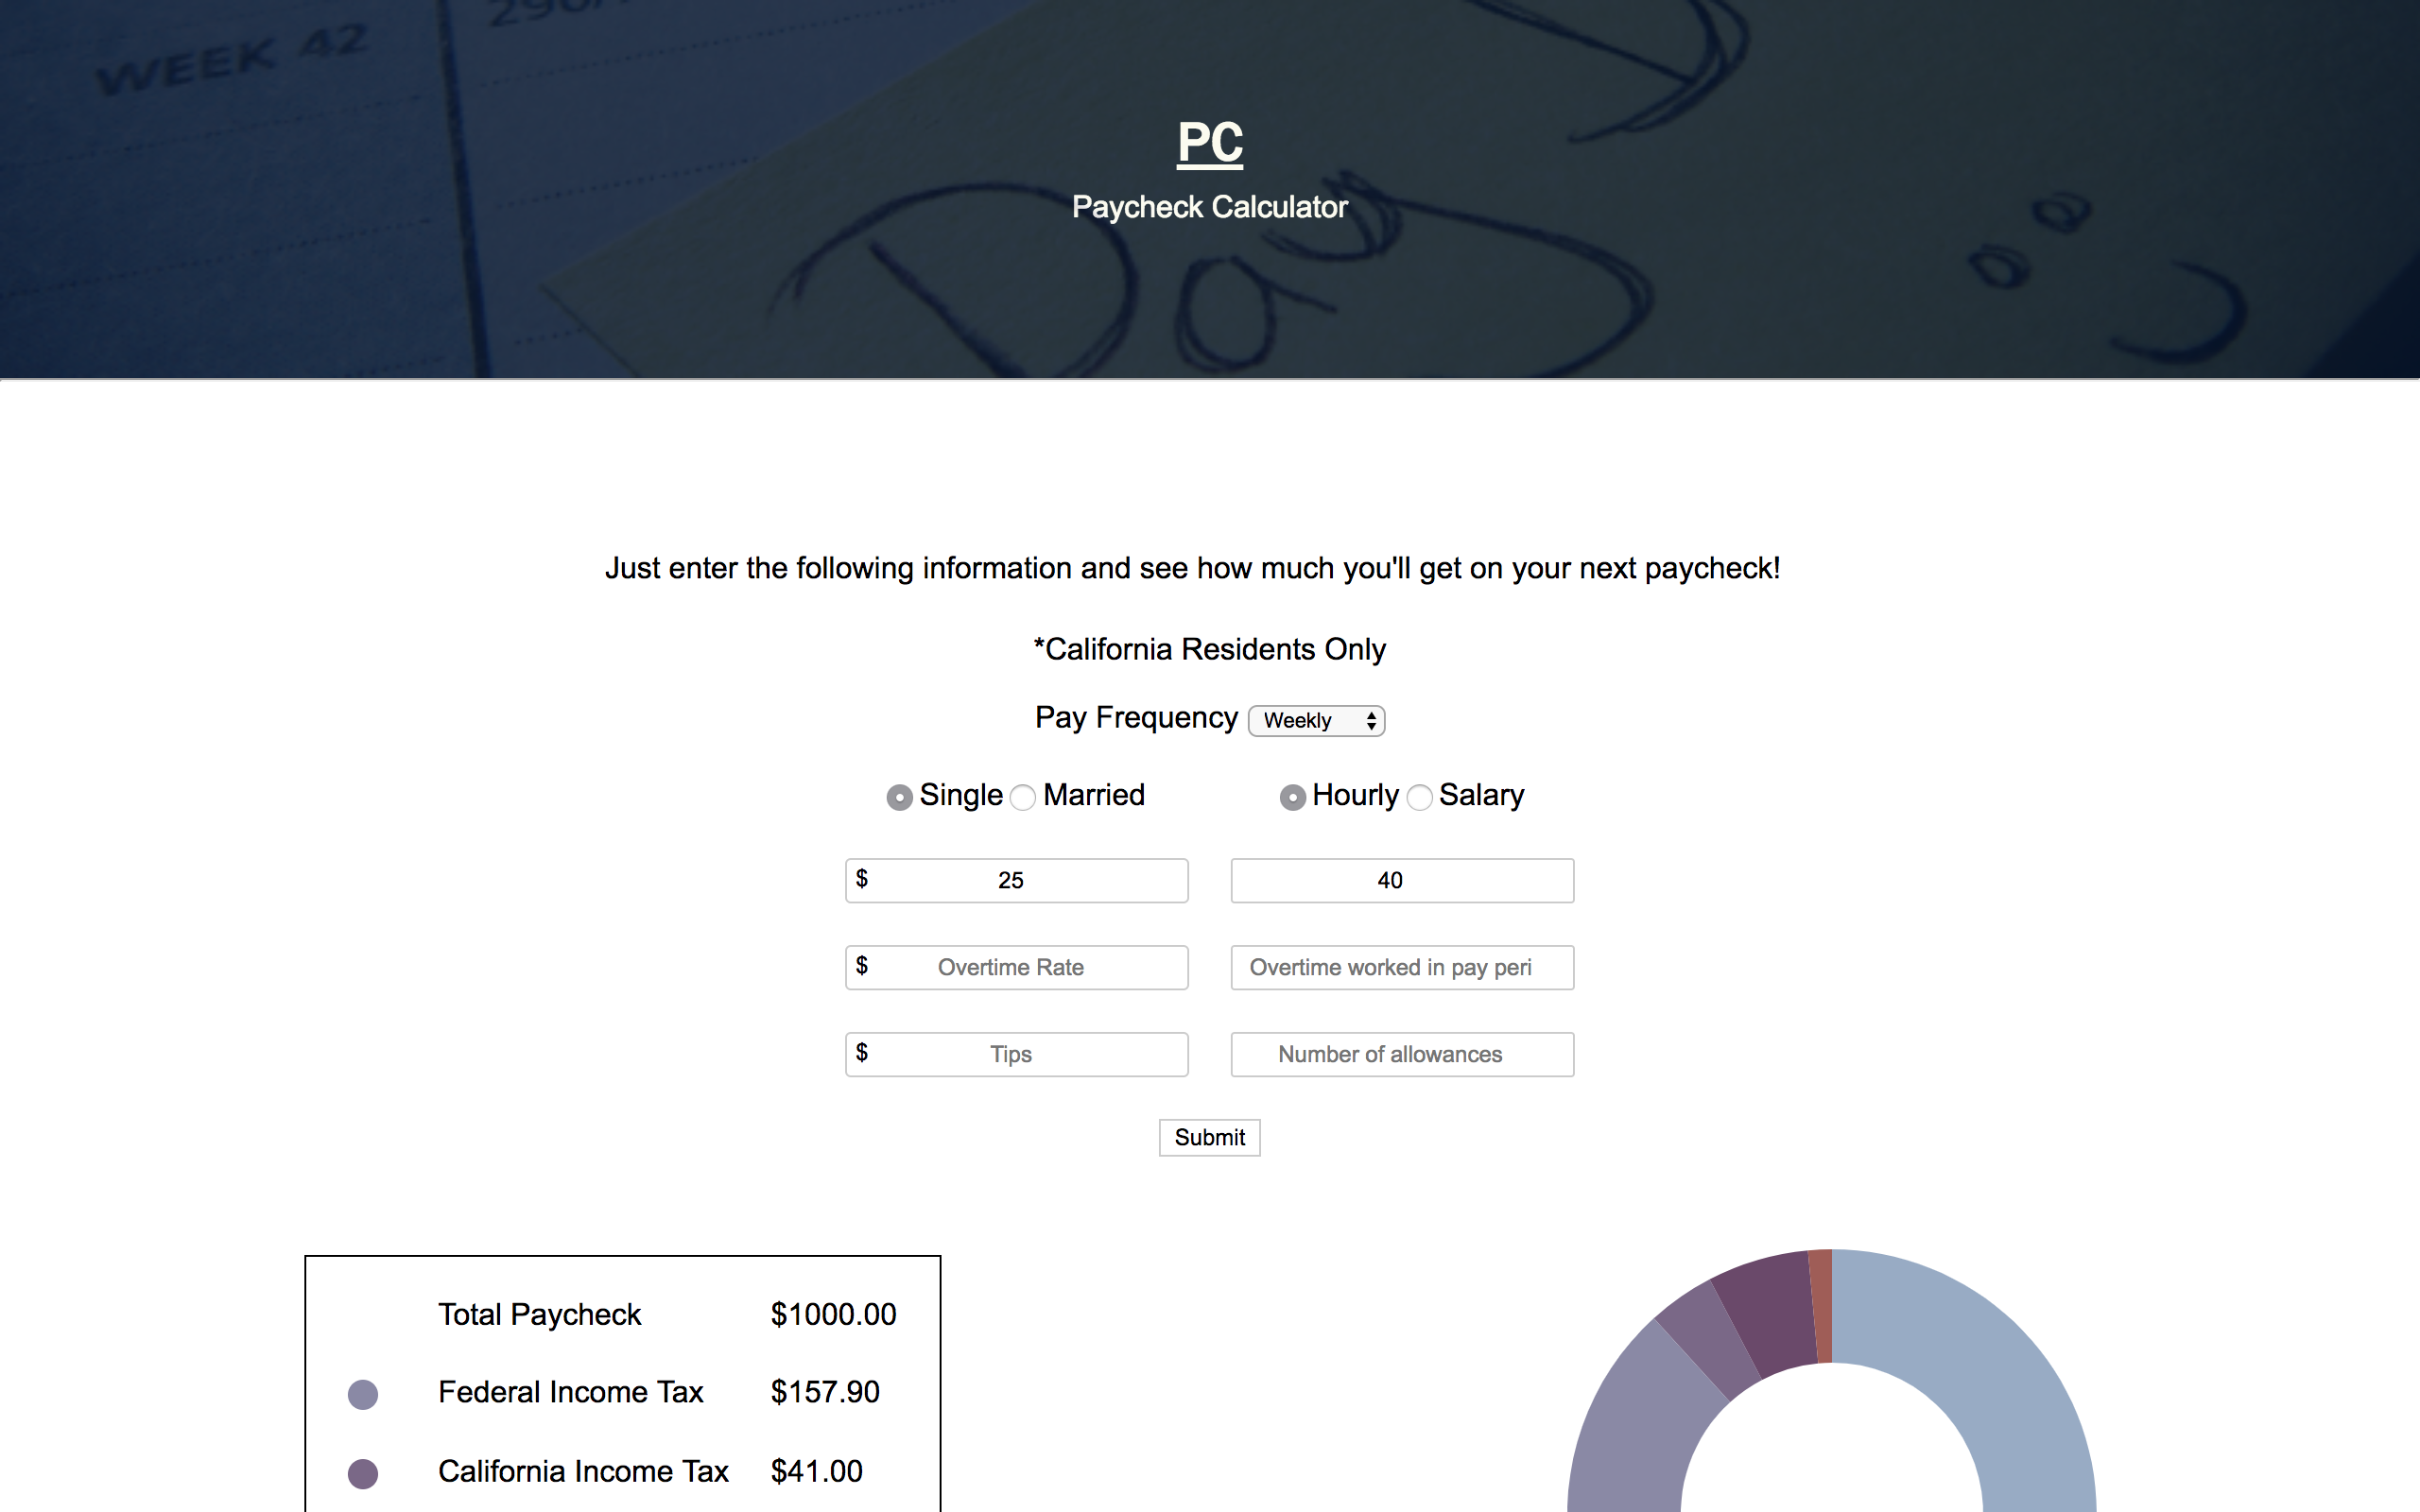 WEEK 42
PC
Paycheck Calculator
Day
Just enter the following information and see how much you'll get on your next paycheck!
*California Residents Only
Pay Frequency Weekly
Single Married Hourly Salary
$ 25 40
$ Overtime Rate Overtime worked in pay peri
$ Tips Number of allowances
Submit
Total Paycheck $1000.00
Federal Income Tax $157.90
California Income Tax $41.00